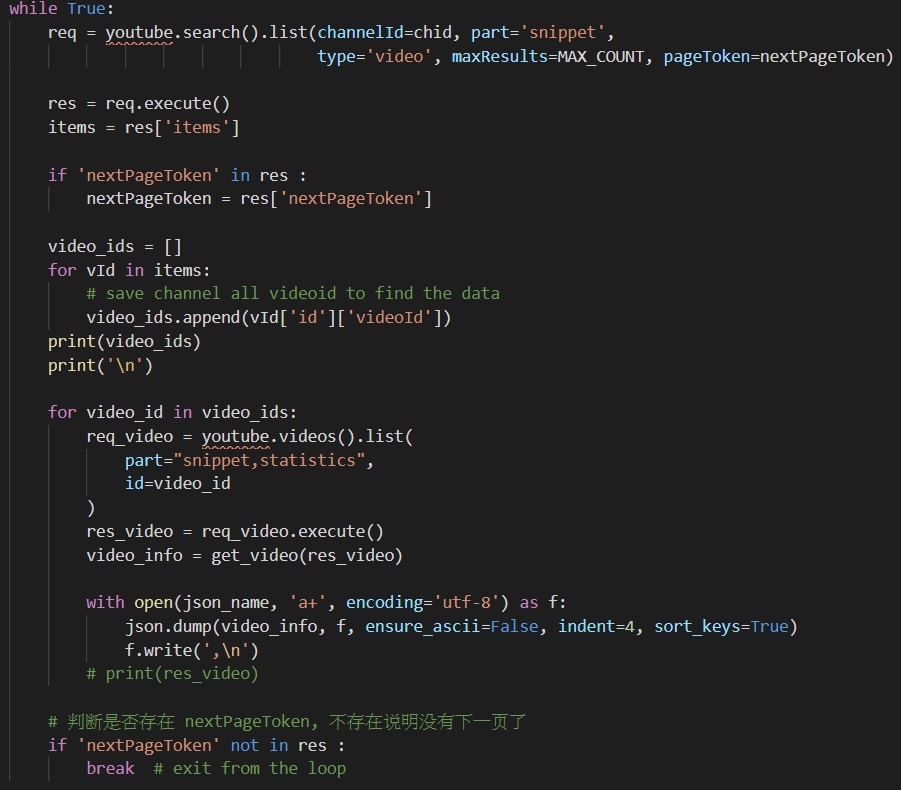 while True:
    req = youtube.search().list(channelId=chid, part='snippet',
                                type='video', maxResults=MAX_COUNT, pageToken=nextPageToken)
    res = req.execute()
    items = res['items']
    if 'nextPageToken' in res :
        nextPageToken = res['nextPageToken']
    video_ids = []
    for vId in items:
        # save channel all videoid to find the data
        video_ids.append(vId['id']['videoId'])
    print(video_ids)
    print('\n')
    for video_id in video_ids:
        req_video = youtube.videos().list(
            part="snippet,statistics",
            id=video_id
        )
        res_video = req_video.execute()
        video_info = get_video(res_video)
        with open(json_name, 'a+', encoding='utf-8') as f:
            json.dump(video_info, f, ensure_ascii=False, indent=4, sort_keys=True)
            f.write(',\n')
        # print(res_video)
    # 判断是否存在 nextPageToken, 不存在说明没有下一页了
    if 'nextPageToken' not in res :
        break  # exit from the loop